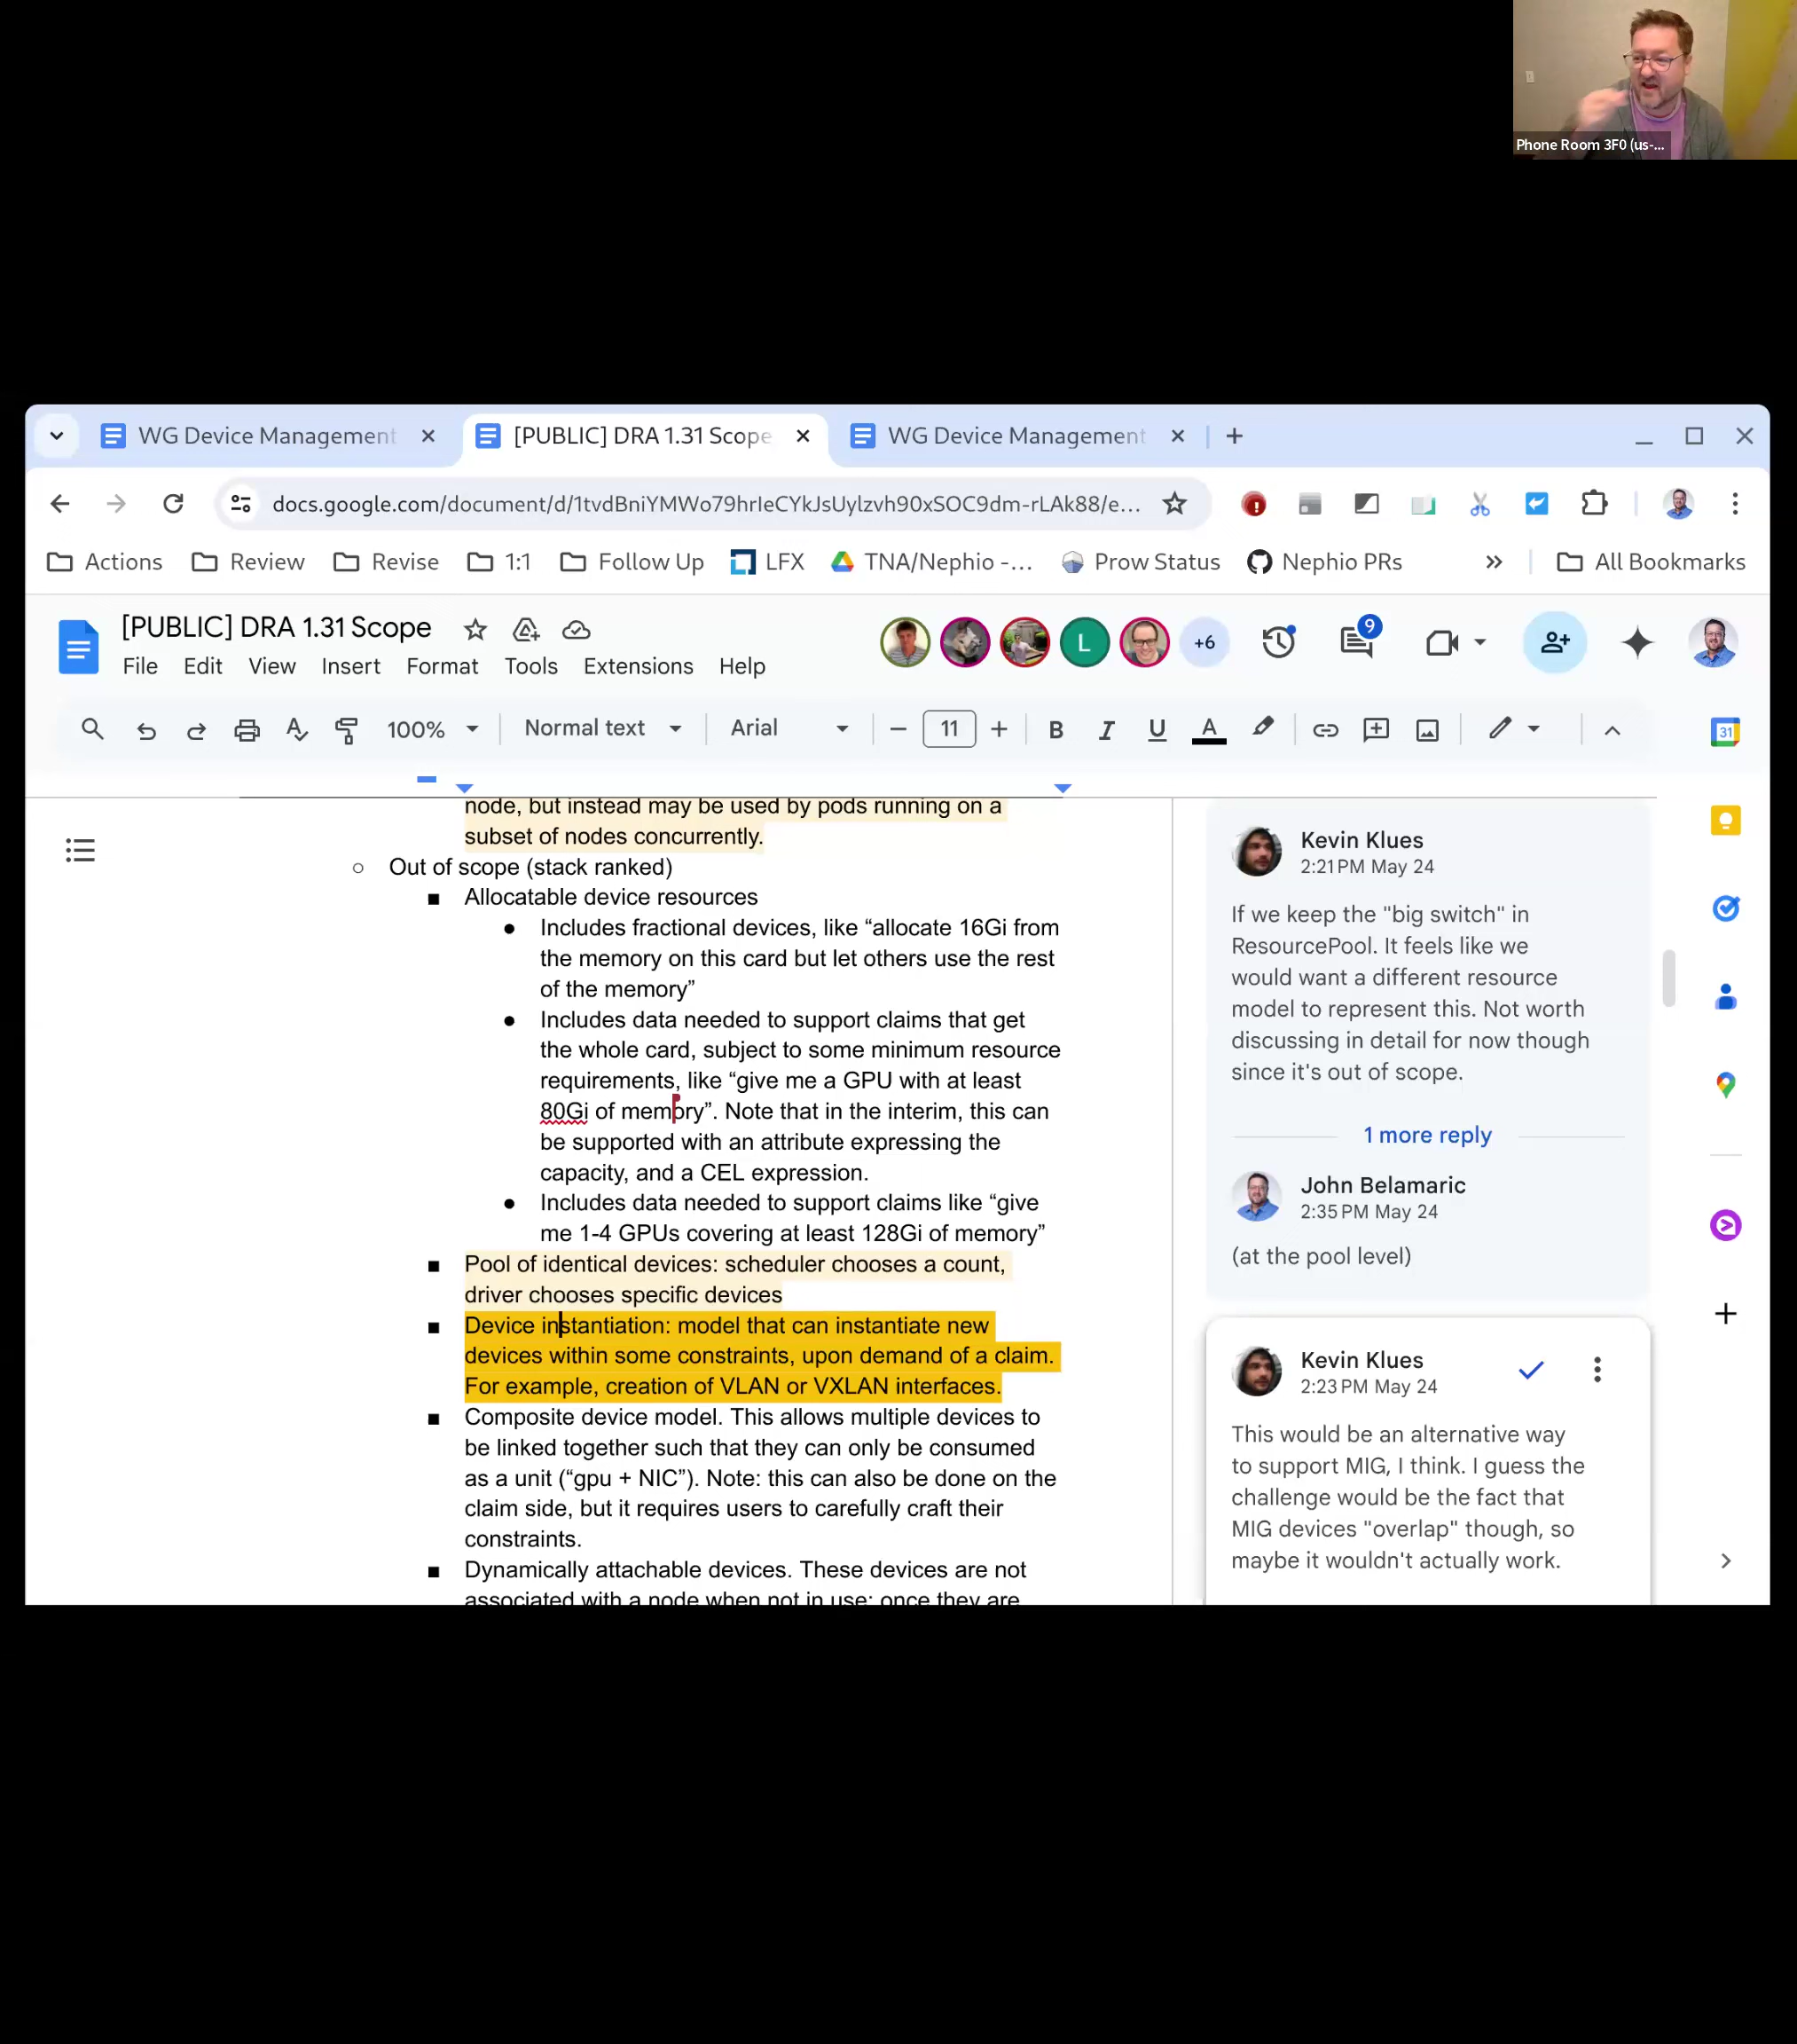 Phone Room 3F0 (us-...
WG Device Management
[PUBLIC] DRA 1.31 Scope
WG Device Management
docs.google.com/document/d/1tvdBniYMWo79hrIeCYkJsUylzvh90xSOC9dm-rLAk88/e...
Actions
Review
Revise
1:1
Follow Up
LFX
TNA/Nephio -...
Prow Status
Nephio PRs
All Bookmarks
[PUBLIC] DRA 1.31 Scope
L
+6
9
File Edit View Insert Format Tools Extensions Help
100%
Normal text
Arial
11
B I U A
31
node, but instead may be used by pods running on a
subset of nodes concurrently.
Out of scope (stack ranked)
Allocatable device resources
Includes fractional devices, like “allocate 16Gi from
the memory on this card but let others use the rest
of the memory”
Includes data needed to support claims that get
the whole card, subject to some minimum resource
requirements, like “give me a GPU with at least
80Gi of memory”. Note that in the interim, this can
be supported with an attribute expressing the
capacity, and a CEL expression.
Includes data needed to support claims like “give
me 1-4 GPUs covering at least 128Gi of memory”
Pool of identical devices: scheduler chooses a count,
driver chooses specific devices
Device instantiation: model that can instantiate new
devices within some constraints, upon demand of a claim.
For example, creation of VLAN or VXLAN interfaces.
Composite device model. This allows multiple devices to
be linked together such that they can only be consumed
as a unit (“gpu + NIC”). Note: this can also be done on the
claim side, but it requires users to carefully craft their
constraints.
Dynamically attachable devices. These devices are not
associated with a node when not in use; once they are
Kevin Klues
2:21 PM May 24
If we keep the "big switch" in
ResourcePool. It feels like we
would want a different resource
model to represent this. Not worth
discussing in detail for now though
since it's out of scope.
1 more reply
John Belamaric
2:35 PM May 24
(at the pool level)
Kevin Klues
2:23 PM May 24
This would be an alternative way
to support MIG, I think. I guess the
challenge would be the fact that
MIG devices "overlap" though, so
maybe it wouldn't actually work.